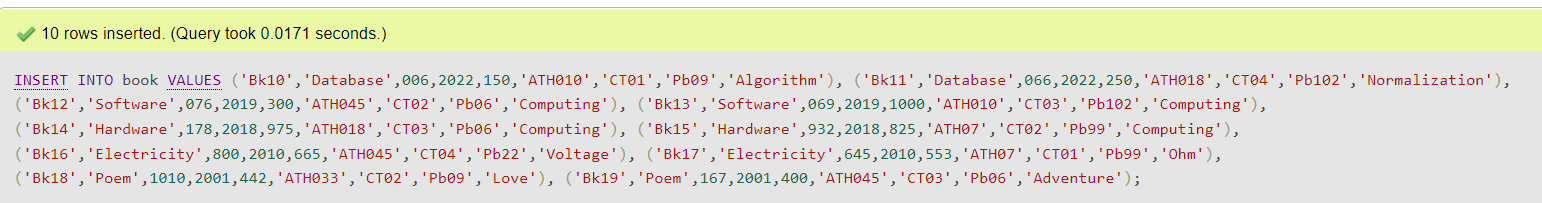 10 rows inserted. (Query took 0.0171 seconds.)
INSERT INTO book VALUES ('Bk10','Database',006,2022,150,'ATH010','CT01','Pb09','Algorithm'), ('Bk11','Database',066,2022,250,'ATH018','CT04','Pb102','Normalization'),
('Bk12','Software',076,2019,300,'ATH045','CT02','Pb06','Computing'), ('Bk13','Software',069,2019,1000,'ATH010','CT03','Pb102','Computing'),
('Bk14','Hardware',178,2018,975,'ATH018','CT03','Pb06','Computing'), ('Bk15','Hardware',932,2018,825,'ATH07','CT02','Pb99','Computing'),
('Bk16','Electricity',800,2010,665,'ATH045','CT04','Pb22','Voltage'), ('Bk17','Electricity',645,2010,553,'ATH07','CT01','Pb99','Ohm'),
('Bk18','Poem',1010,2001,442,'ATH033','CT02','Pb09','Love'), ('Bk19','Poem',167,2001,400,'ATH045','CT03','Pb06','Adventure');